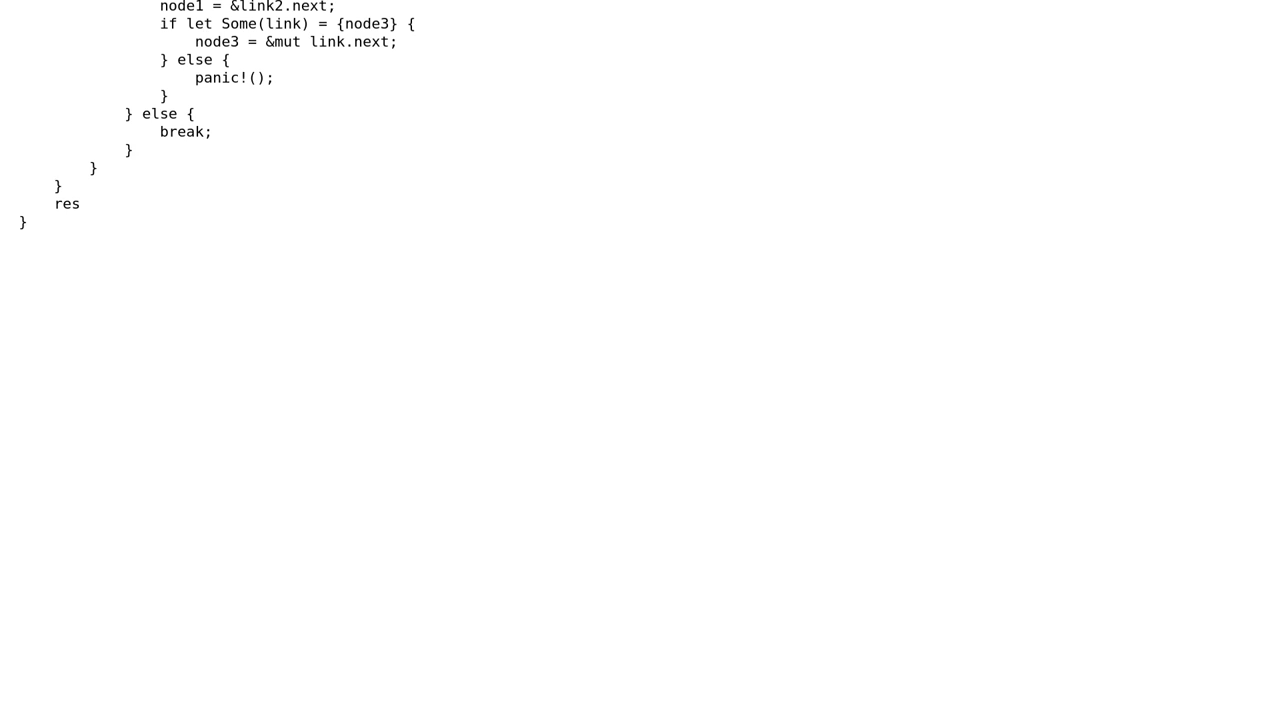 node1 = &link2.next;
                if let Some(link) = {node3} {
                    node3 = &mut link.next;
                } else {
                    panic!();
                }
            } else {
                break;
            }
        }
    }
    res
}